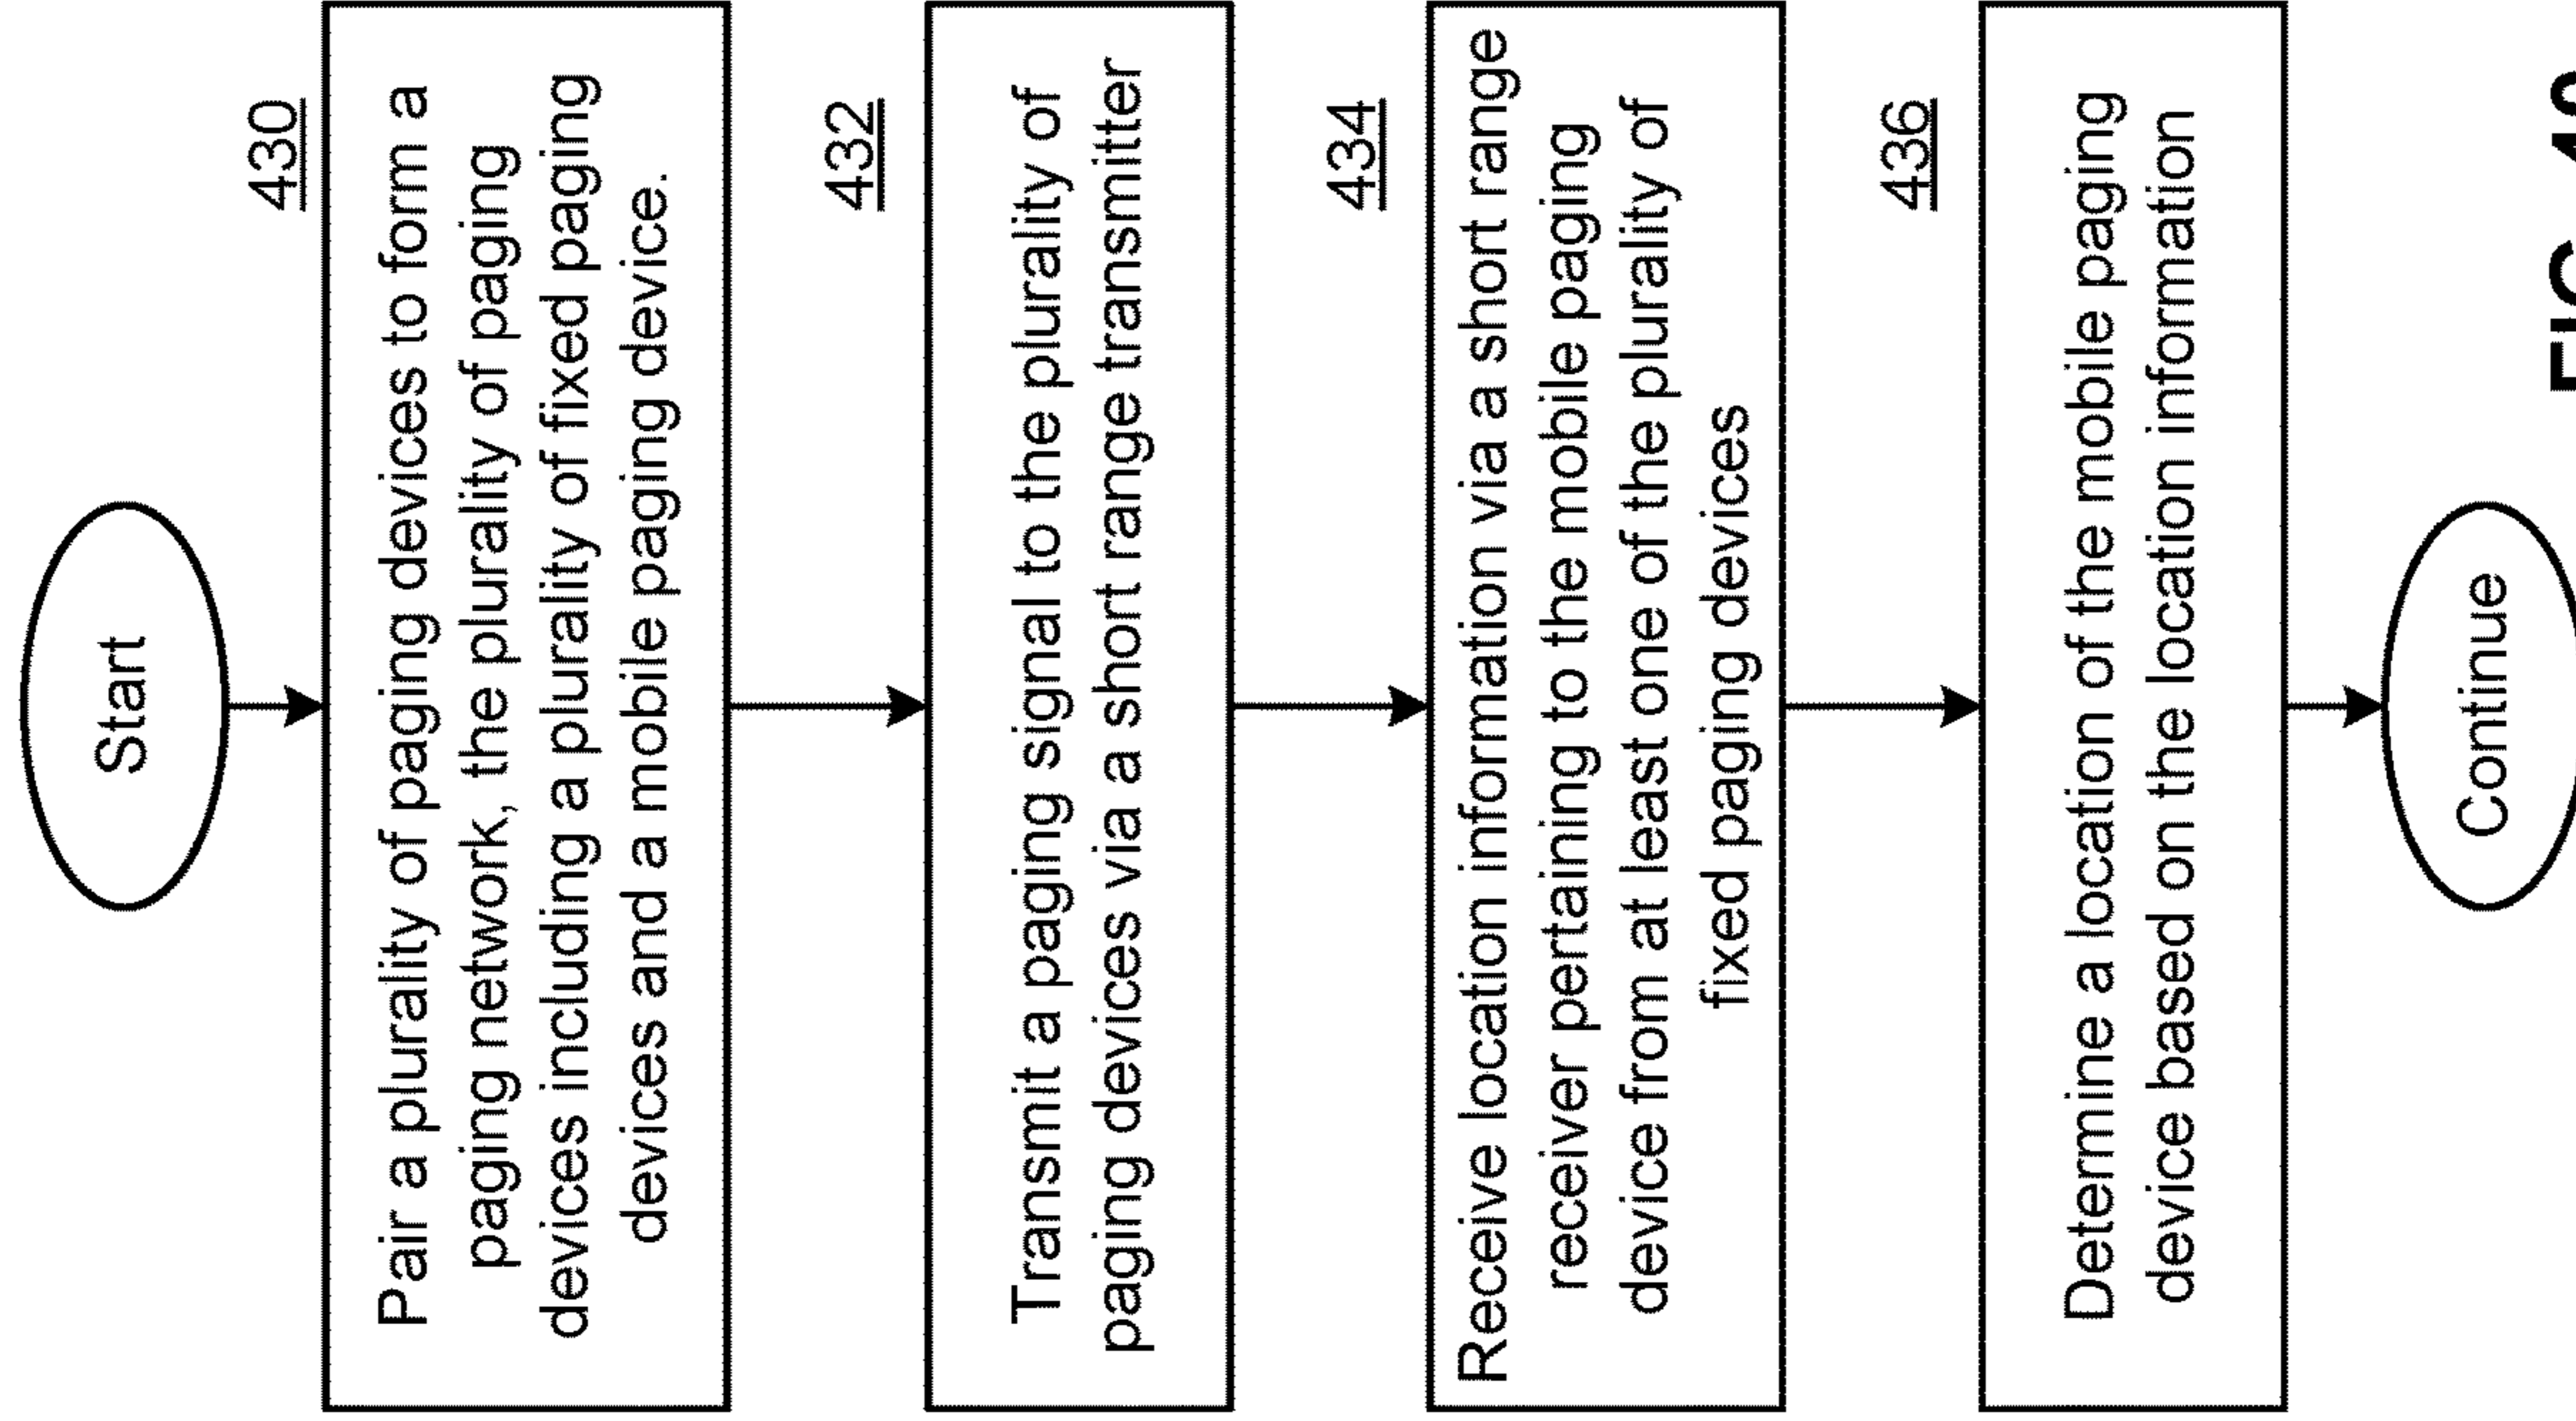 Start
430
Pair a plurality of paging devices to form a
paging network, the plurality of paging
devices including a plurality of fixed paging
devices and a mobile paging device.
432
Transmit a paging signal to the plurality of
paging devices via a short range transmitter
434
Receive location information via a short range
receiver pertaining to the mobile paging
device from at least one of the plurality of
fixed paging devices
436
Determine a location of the mobile paging
device based on the location information
Continue
FIG.